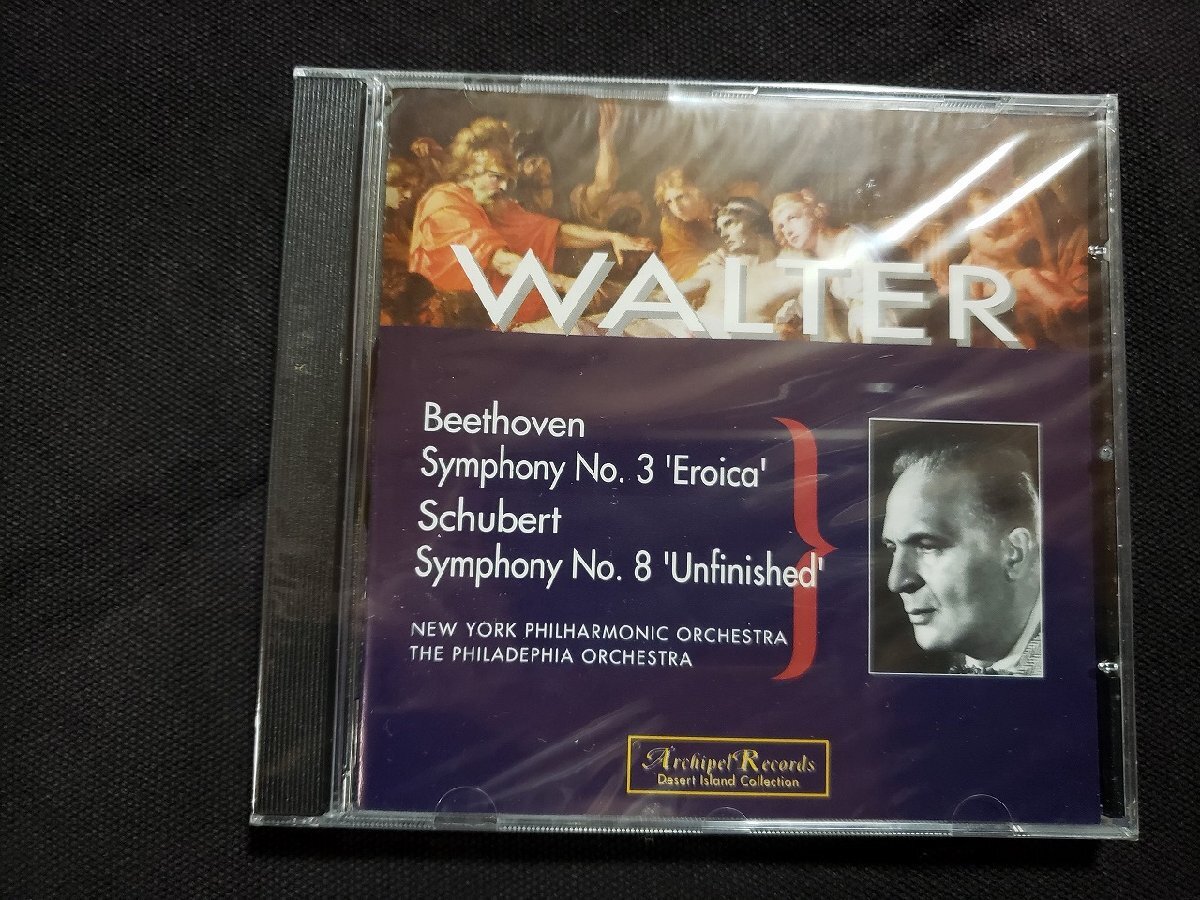 WALTER
Beethoven
Symphony No. 3 'Eroica'
Schubert
Symphony No. 8 'Unfinished'
NEW YORK PHILHARMONIC ORCHESTRA
THE PHILADEPHIA ORCHESTRA
Archipel Records
Desert Island Collection